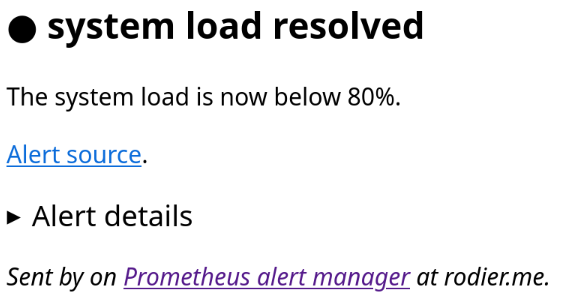 ● system load resolved
The system load is now below 80%.
Alert source.
▸ Alert details
Sent by on Prometheus alert manager at rodier.me.